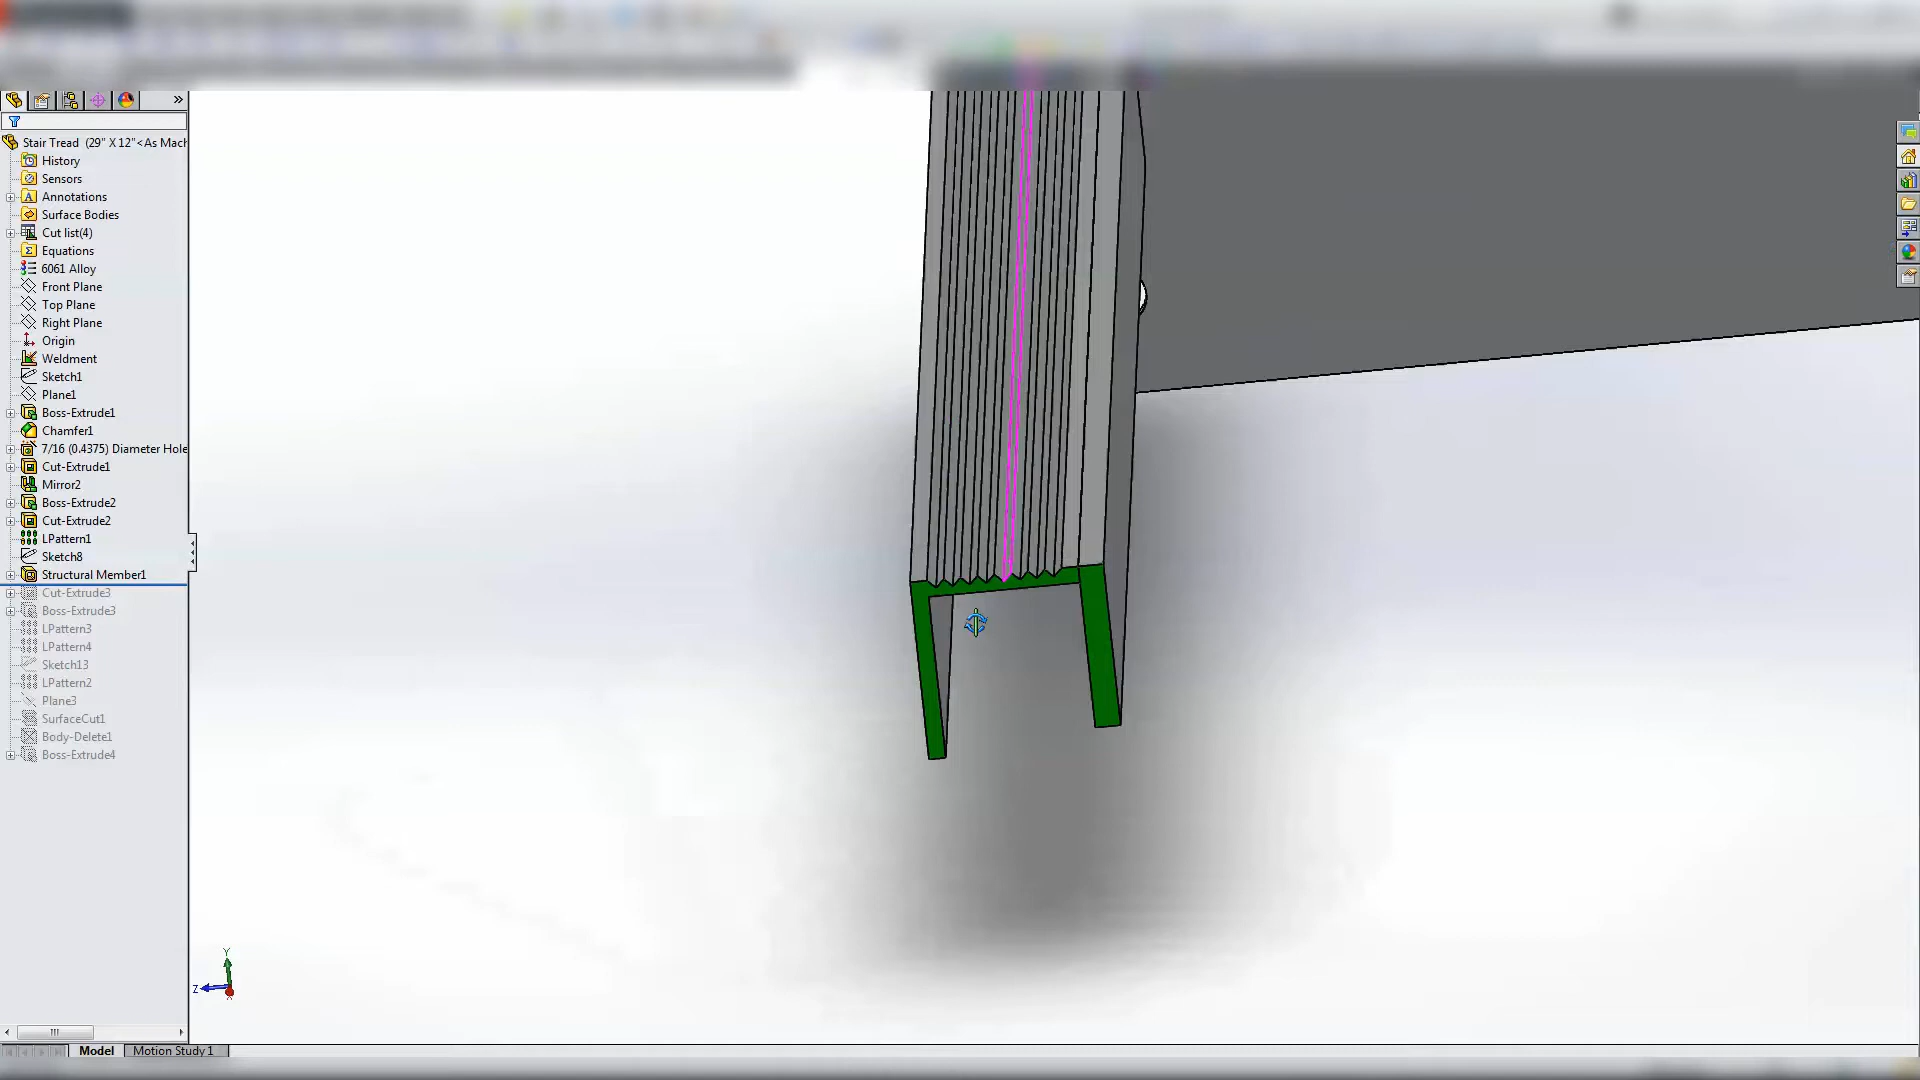 Stair Tread (29" X 12"<As Mach
History
Sensors
Annotations
Surface Bodies
Cut list(4)
Equations
6061 Alloy
Front Plane
Top Plane
Right Plane
Origin
Weldment
Sketch1
Plane1
Boss-Extrude1
Chamfer1
7/16 (0.4375) Diameter Hole
Cut-Extrude1
Mirror2
Boss-Extrude2
Cut-Extrude2
LPattern1
Sketch8
Structural Member1
Cut-Extrude3
Boss-Extrude3
LPattern3
LPattern4
Sketch13
LPattern2
Plane3
SurfaceCut1
Body-Delete1
Boss-Extrude4
Y
Z
Model
Motion Study 1